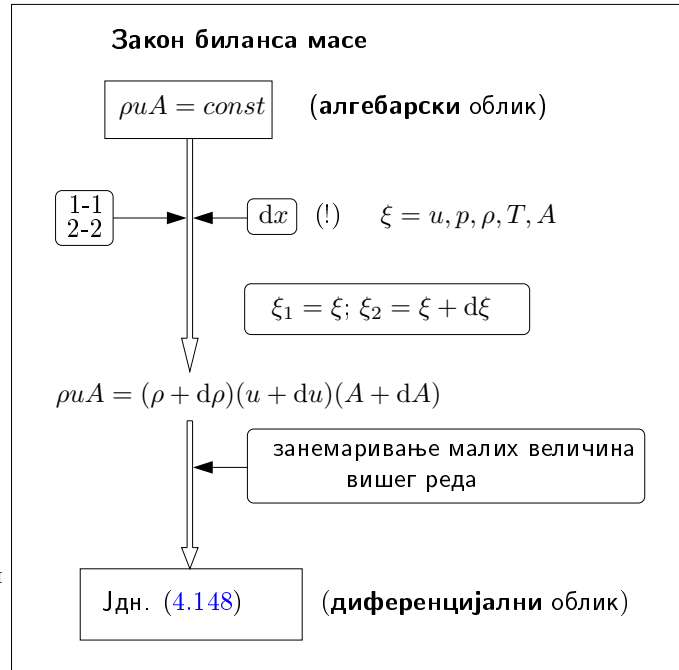 Закон биланса масе
ρuA = const (алгебарски облик)
1-1
2-2
dx (!) ξ = u, p, ρ, T, A
ξ₁ = ξ; ξ₂ = ξ + dξ
ρuA = (ρ + dρ)(u + du)(A + dA)
занемаривање малих величина
вишег реда
Јдн. (4.148) (диференцијални облик)